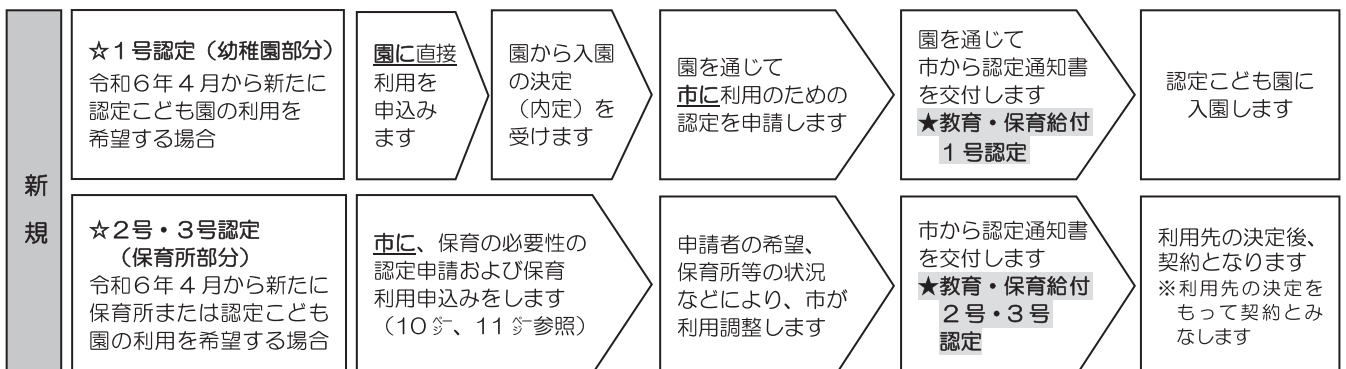 新
規
☆１号認定（幼稚園部分）
令和６年４月から新たに
認定こども園の利用を
希望する場合
園に直接
利用を
申込み
ます
園から入園
の決定
（内定）を
受けます
園を通じて
市に利用のための
認定を申請します
園を通じて
市から認定通知書
を交付します
★教育・保育給付
１号認定
認定こども園に
入園します
☆２号・３号認定
（保育所部分）
令和６年４月から新たに
保育所または認定こども
園の利用を希望する場合
市に、保育の必要性の
認定申請および保育
利用申込みをします
（10㌻、11㌻参照）
申請者の希望、
保育所等の状況
などにより、市が
利用調整します
市から認定通知書
を交付します
★教育・保育給付
２号・３号
認定
利用先の決定後、
契約となります
※利用先の決定を
もって契約とみ
なします